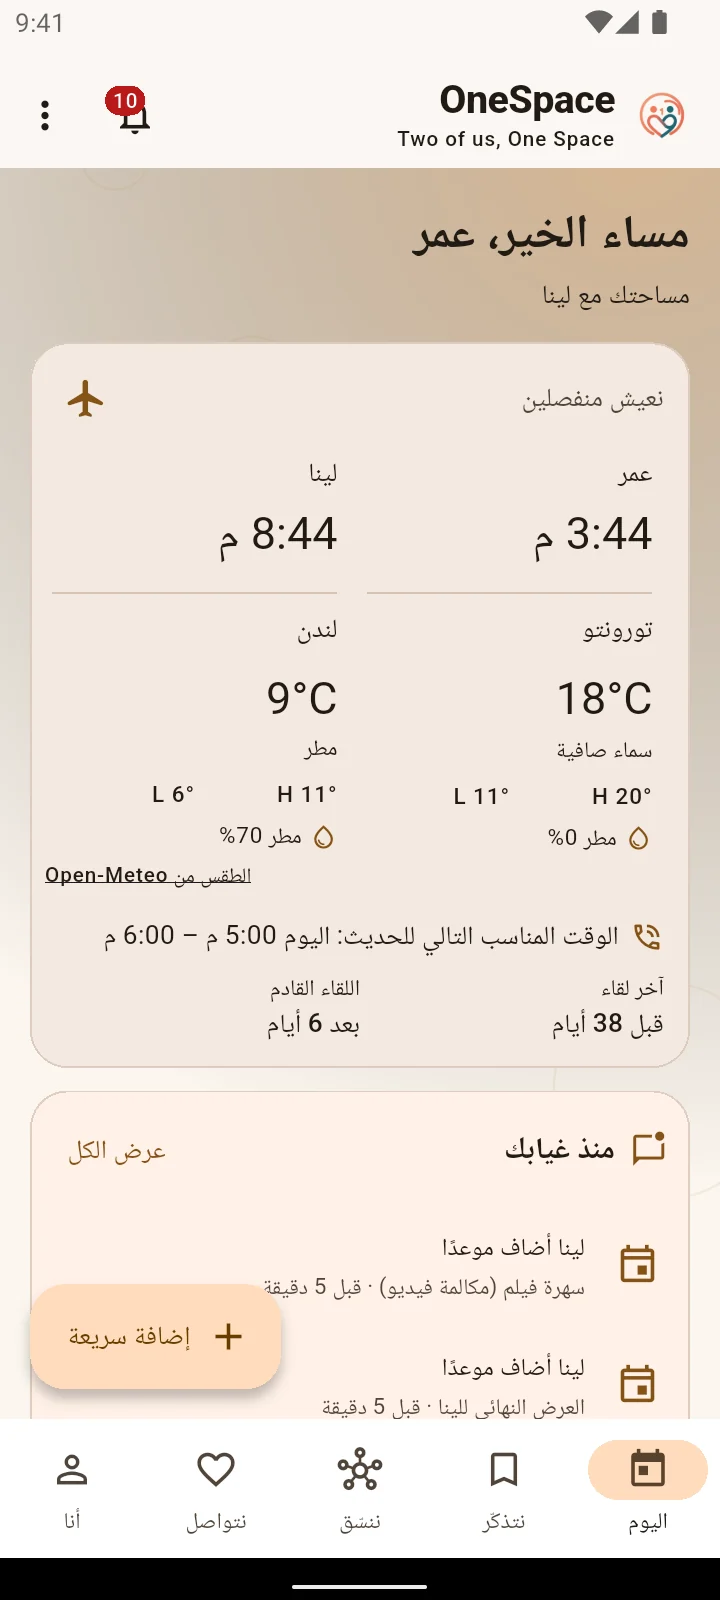 9:41
10
OneSpace
Two of us, One Space
مساء الخير، عمر
مساحتك مع لينا
نعيش منفصلين
عمر
3:44 م
لينا
8:44 م
تورونتو
18°C
سماء صافية
H 20° L 11°
مطر 0%
لندن
9°C
مطر
H 11° L 6°
مطر 70%
الطقس من Open-Meteo
الوقت المناسب التالي للحديث: اليوم 5:00 م – 6:00 م
آخر لقاء
قبل 38 أيام
اللقاء القادم
بعد 6 أيام
منذ غيابك
عرض الكل
لينا أضاف موعدًا
سهرة فيلم (مكالمة فيديو) · قبل 5 دقيقة
لينا أضاف موعدًا
العرض النهائي للينا · قبل 5 دقيقة
إضافة سريعة
اليوم
نتذكّر
ننسّق
نتواصل
أنا